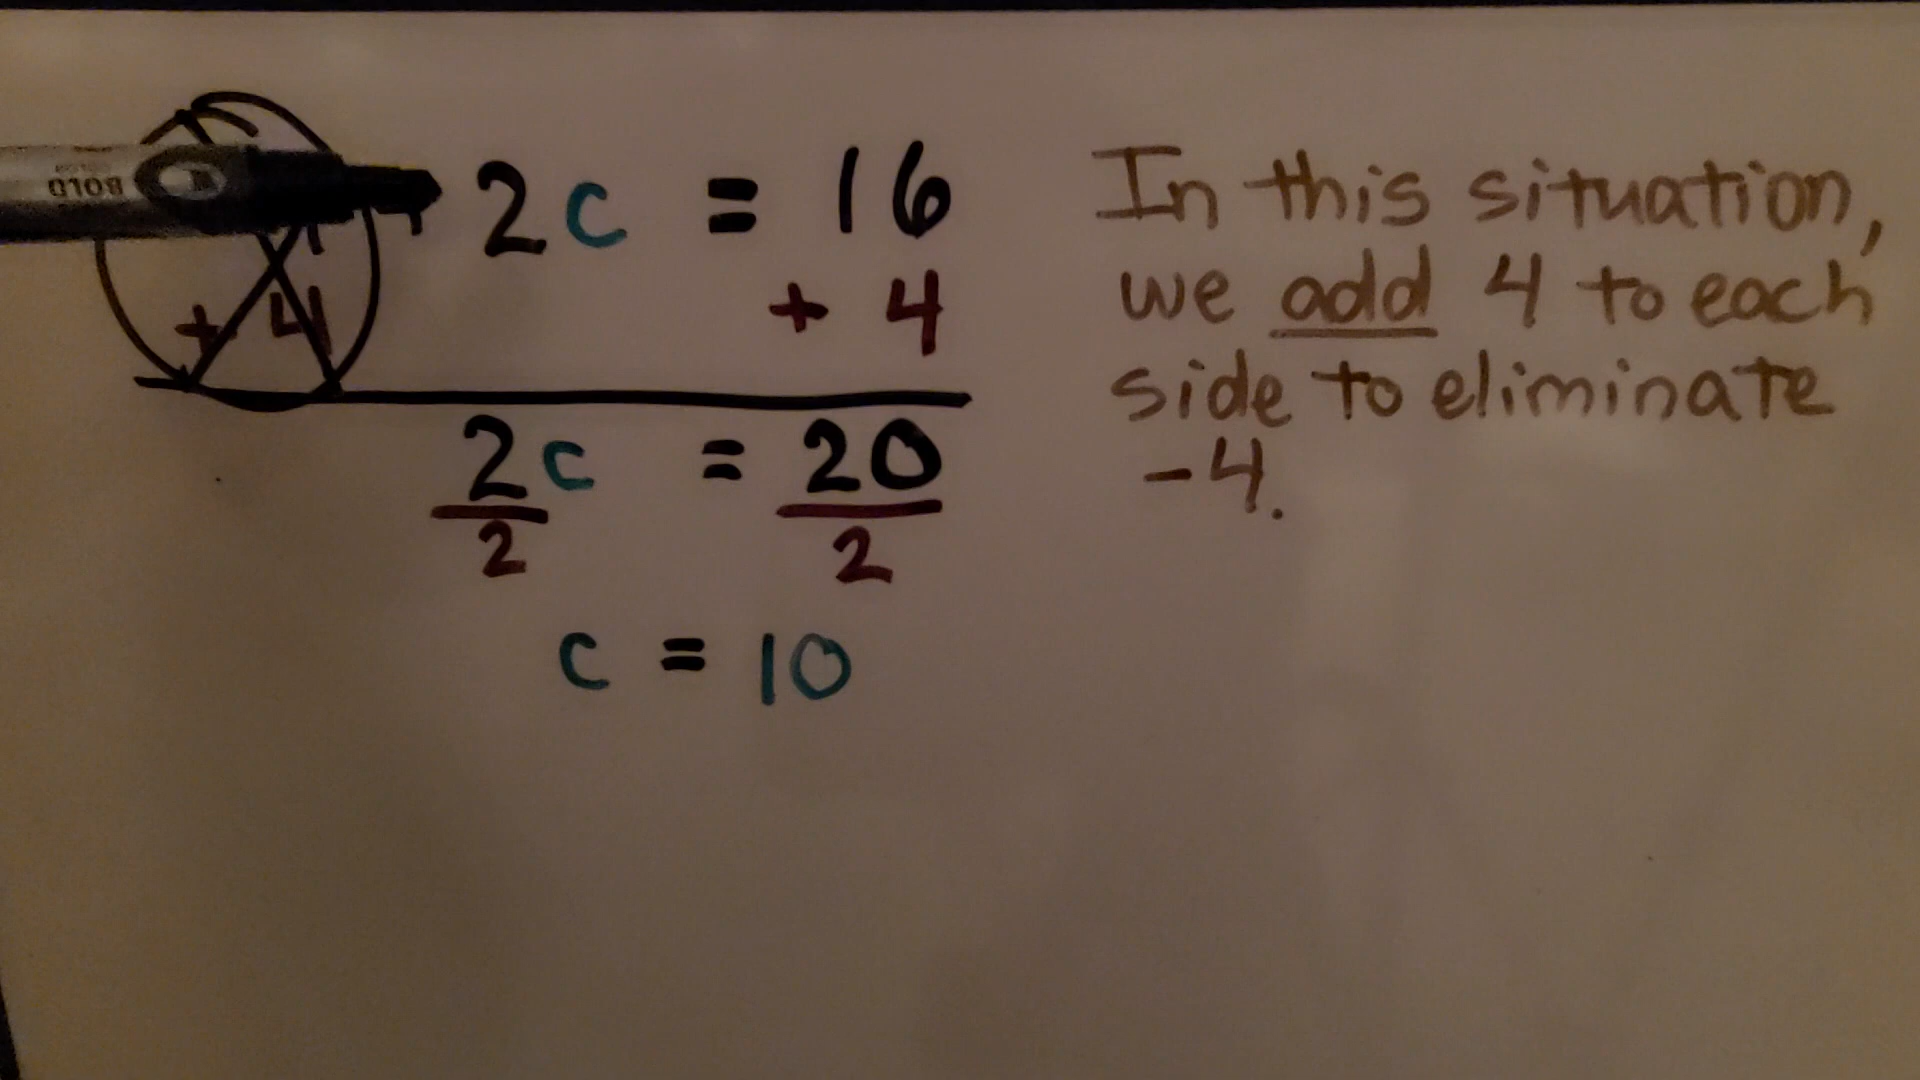 2c = 16
+ 4 + 4
2c = 20
2 2
c = 10
In this situation,
we add 4 to each
side to eliminate
-4.
BOLD